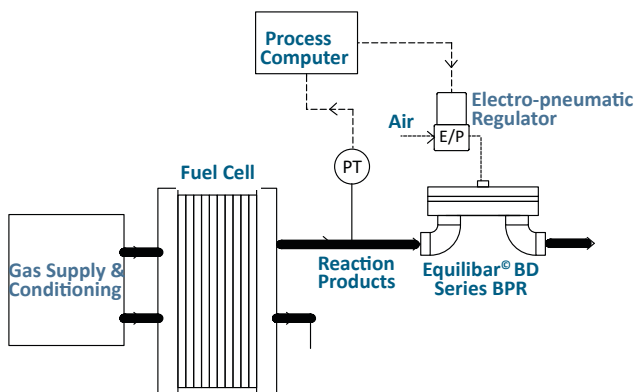 Process
Computer
Electro-pneumatic
Regulator
Air
E/P
PT
Fuel Cell
Gas Supply &
Conditioning
Reaction
Products
Equilibar© BD
Series BPR